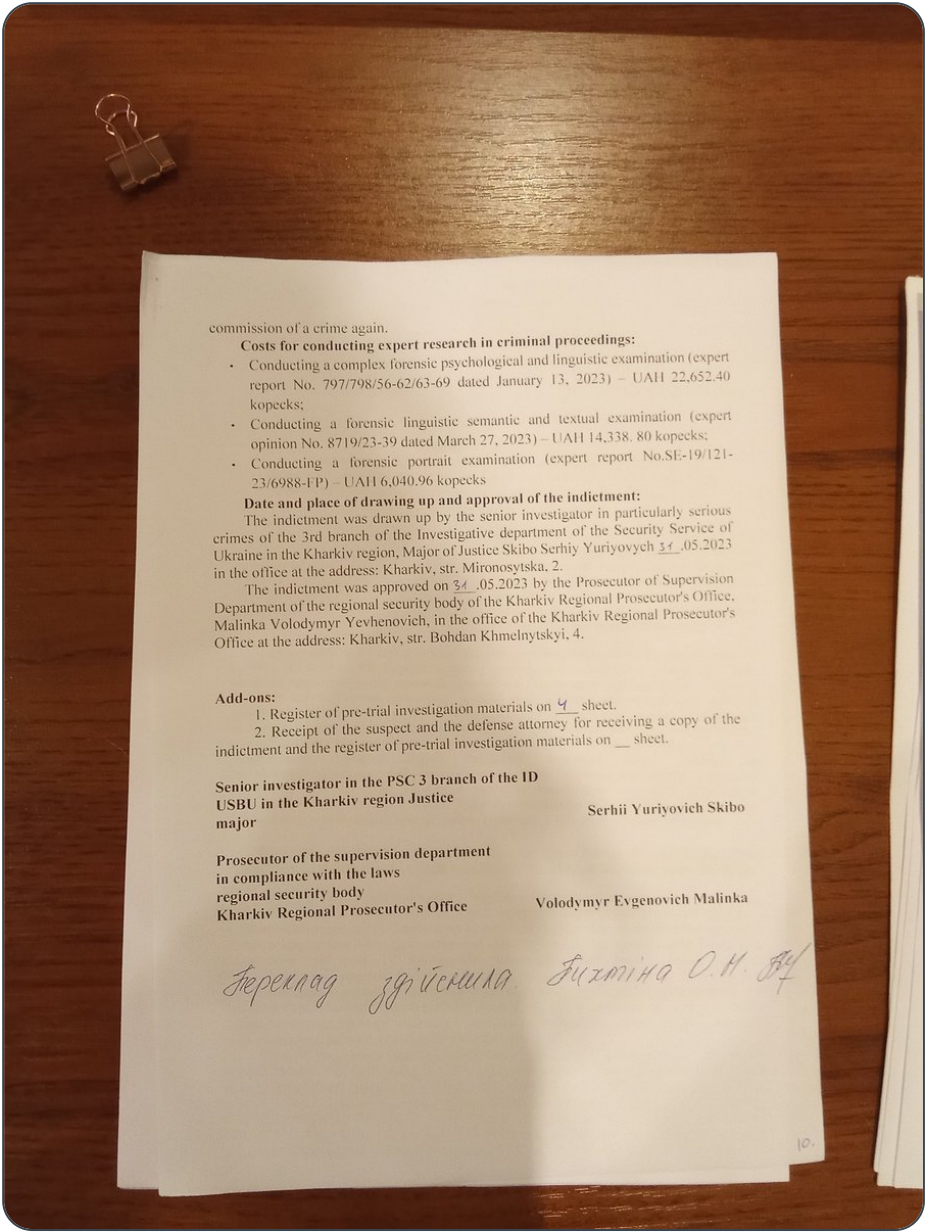 commission of a crime again.
Costs for conducting expert research in criminal proceedings:
• Conducting a complex forensic psychological and linguistic examination (expert
report No. 797/798/56-62/63-69 dated January 13, 2023) – UAH 22,652.40
kopecks;
• Conducting a forensic linguistic semantic and textual examination (expert
opinion No. 8719/23-39 dated March 27, 2023) – UAH 14,338. 80 kopecks;
• Conducting a forensic portrait examination (expert report No.SE-19/121-
23/6988-FP) – UAH 6,040.96 kopecks
Date and place of drawing up and approval of the indictment:
The indictment was drawn up by the senior investigator in particularly serious
crimes of the 3rd branch of the Investigative department of the Security Service of
Ukraine in the Kharkiv region, Major of Justice Skibo Serhiy Yuriyovych 31 .05.2023
in the office at the address: Kharkiv, str. Mironosytska, 2.
The indictment was approved on 31 .05.2023 by the Prosecutor of Supervision
Department of the regional security body of the Kharkiv Regional Prosecutor's Office,
Malinka Volodymyr Yevhenovich, in the office of the Kharkiv Regional Prosecutor's
Office at the address: Kharkiv, str. Bohdan Khmelnytskyi, 4.
Add-ons:
1. Register of pre-trial investigation materials on 4 sheet.
2. Receipt of the suspect and the defense attorney for receiving a copy of the
indictment and the register of pre-trial investigation materials on __ sheet.
Senior investigator in the PSC 3 branch of the ID
USBU in the Kharkiv region Justice
major Serhii Yuriyovich Skibo
Prosecutor of the supervision department
in compliance with the laws
regional security body
Kharkiv Regional Prosecutor's Office Volodymyr Evgenovich Malinka
Переклад здійснила О.М.
10.